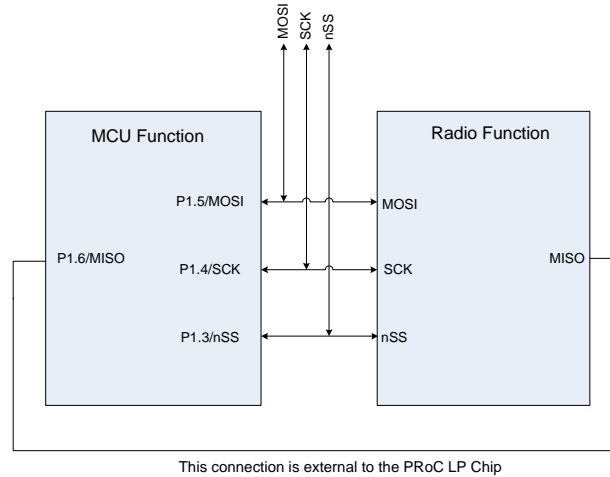 MOSI
SCK
nSS
MCU Function
Radio Function
P1.5/MOSI
MOSI
P1.6/MISO
P1.4/SCK
SCK
MISO
P1.3/nSS
nSS
This connection is external to the PRoC LP Chip